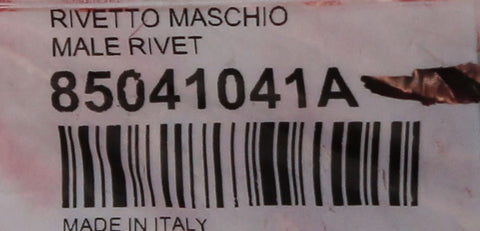 RIVETTO MASCHIO
MALE RIVET
85041041A
MADE IN ITALY